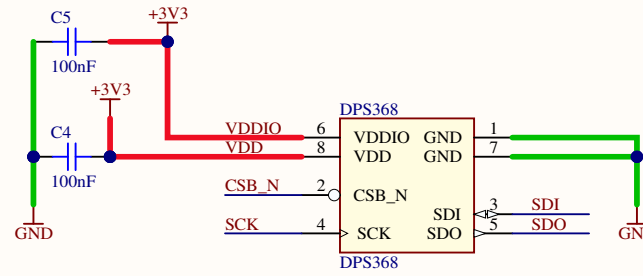 +3V3
C5
100nF
+3V3
C4
100nF
GND
DPS368
VDDIO 6 VDDIO GND 1
VDD 8 VDD GND 7
CSB_N 2 CSB_N
SDI 3 SDI
SCK 4 SCK SDO 5 SDO
DPS368
GN